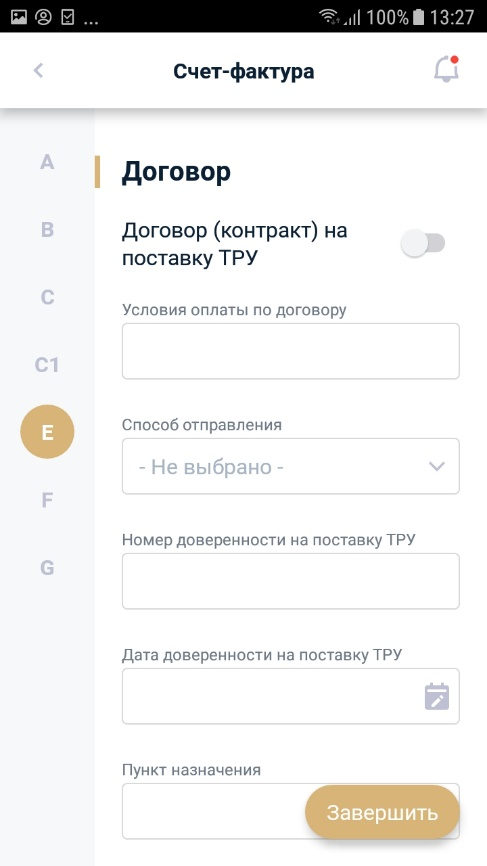 ... 100% 13:27
Счет-фактура
A
B
C
C1
E
F
G
Договор
Договор (контракт) на
поставку ТРУ
Условия оплаты по договору
Способ отправления
- Не выбрано -
Номер доверенности на поставку ТРУ
Дата доверенности на поставку ТРУ
Пункт назначения
Завершить